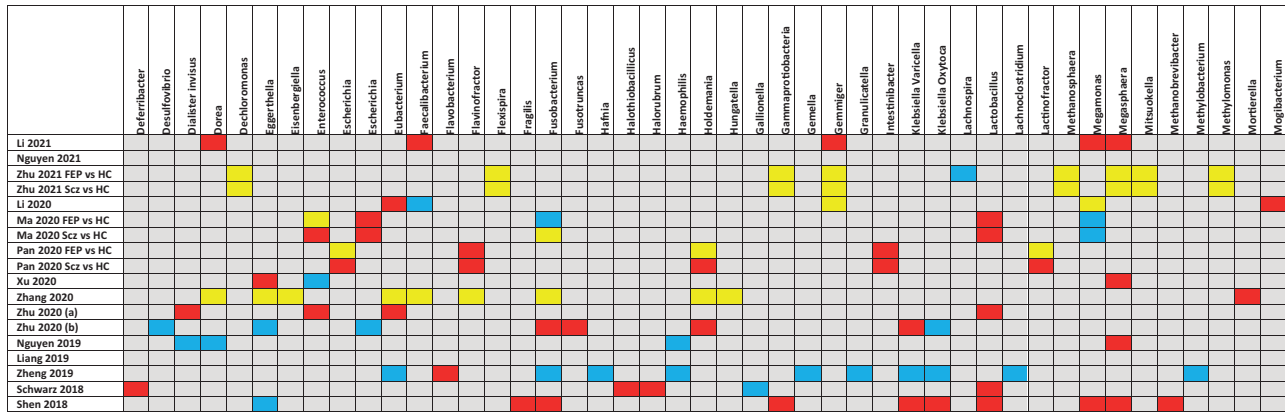 Deferribacter
Desulfovibrio
Dialister invisus
Dorea
Dechloromonas
Eggerthella
Eisenbergiella
Enterococcus
Escherichia
Escherichia
Eubacterium
Faecalibacterium
Flavobacterium
Flavinofractor
Flexispira
Fragilis
Fusobacterium
Fusotruncas
Hafnia
Halothiobacillicus
Halorubrum
Haemophilis
Holdemania
Hungatella
Gallionella
Gammaprotiobacteria
Gemella
Gemmiger
Granulicatella
Intestinibacter
Klebsiella Varicella
Klebsiella Oxytoca
Lachnospira
Lactobacillus
Lachnoclostridium
Lactinofractor
Methanosphaera
Megamonas
Megasphaera
Mitsuokella
Methanobrevibacter
Methylobacterium
Methylomonas
Mortierella
Mogibacterium
Li 2021
Nguyen 2021
Zhu 2021 FEP vs HC
Zhu 2021 Scz vs HC
Li 2020
Ma 2020 FEP vs HC
Ma 2020 Scz vs HC
Pan 2020 FEP vs HC
Pan 2020 Scz vs HC
Xu 2020
Zhang 2020
Zhu 2020 (a)
Zhu 2020 (b)
Nguyen 2019
Liang 2019
Zheng 2019
Schwarz 2018
Shen 2018